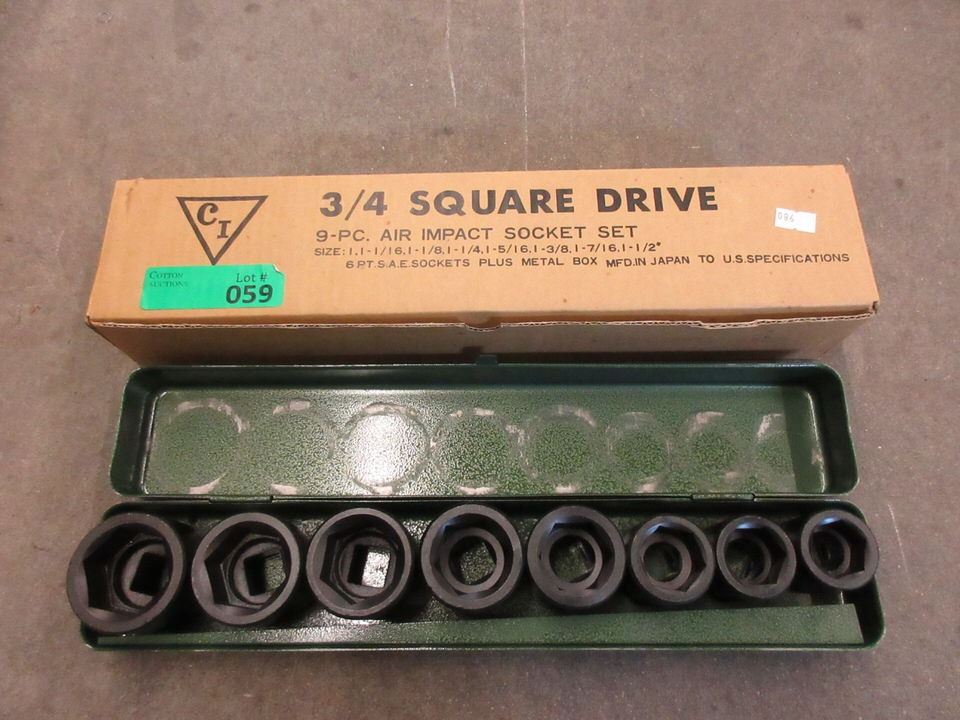 CI
3/4 SQUARE DRIVE
9-PC. AIR IMPACT SOCKET SET
SIZE:1,1-1/16,1-1/8,1-1/4,1-5/16,1-3/8,1-7/16,1-1/2"
6 PT.S.A.E.SOCKETS PLUS METAL BOX MFD.IN JAPAN TO U.S.SPECIFICATIONS
COTTON
AUCTIONS
Lot #
059